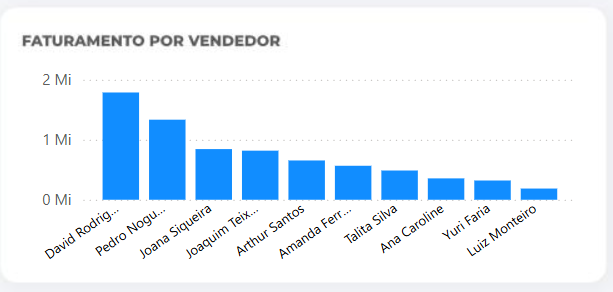 FATURAMENTO POR VENDEDOR
2 Mi
1 Mi
0 Mi
David Rodrig...
Pedro Nogu...
Joana Siqueira
Joaquim Teix...
Arthur Santos
Amanda Ferr...
Talita Silva
Ana Caroline
Yuri Faria
Luiz Monteiro